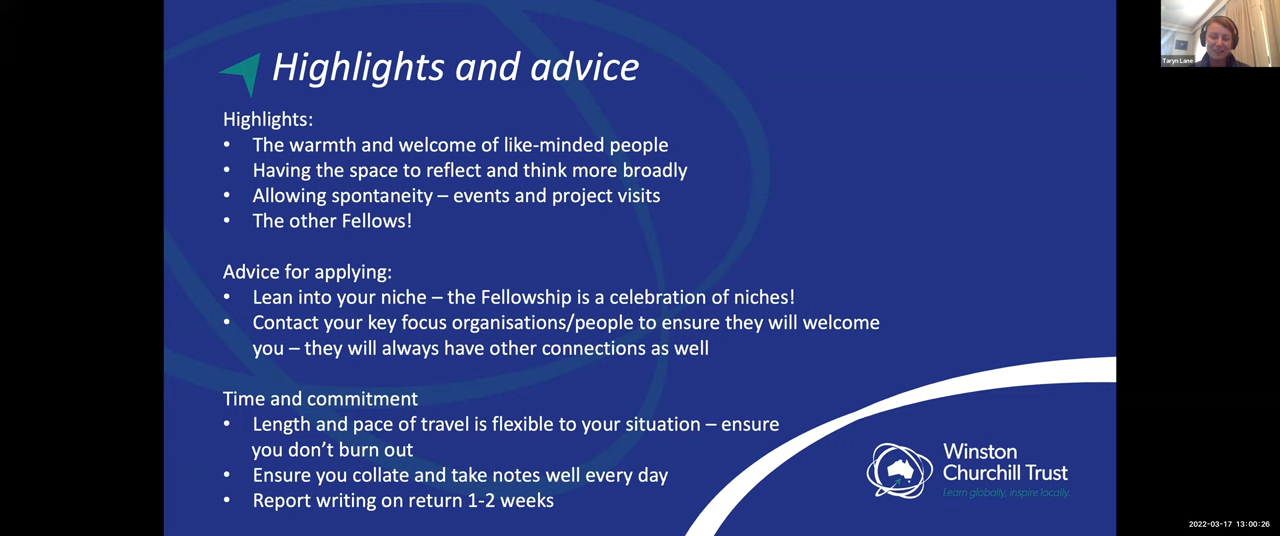 Highlights and advice
Highlights:
• The warmth and welcome of like-minded people
• Having the space to reflect and think more broadly
• Allowing spontaneity – events and project visits
• The other Fellows!
Advice for applying:
• Lean into your niche – the Fellowship is a celebration of niches!
• Contact your key focus organisations/people to ensure they will welcome
you – they will always have other connections as well
Time and commitment
• Length and pace of travel is flexible to your situation – ensure
you don’t burn out
• Ensure you collate and take notes well every day
• Report writing on return 1-2 weeks
Winston
Churchill Trust
Learn globally, inspire locally.
Taryn Lane
2022-03-17 13:00:26